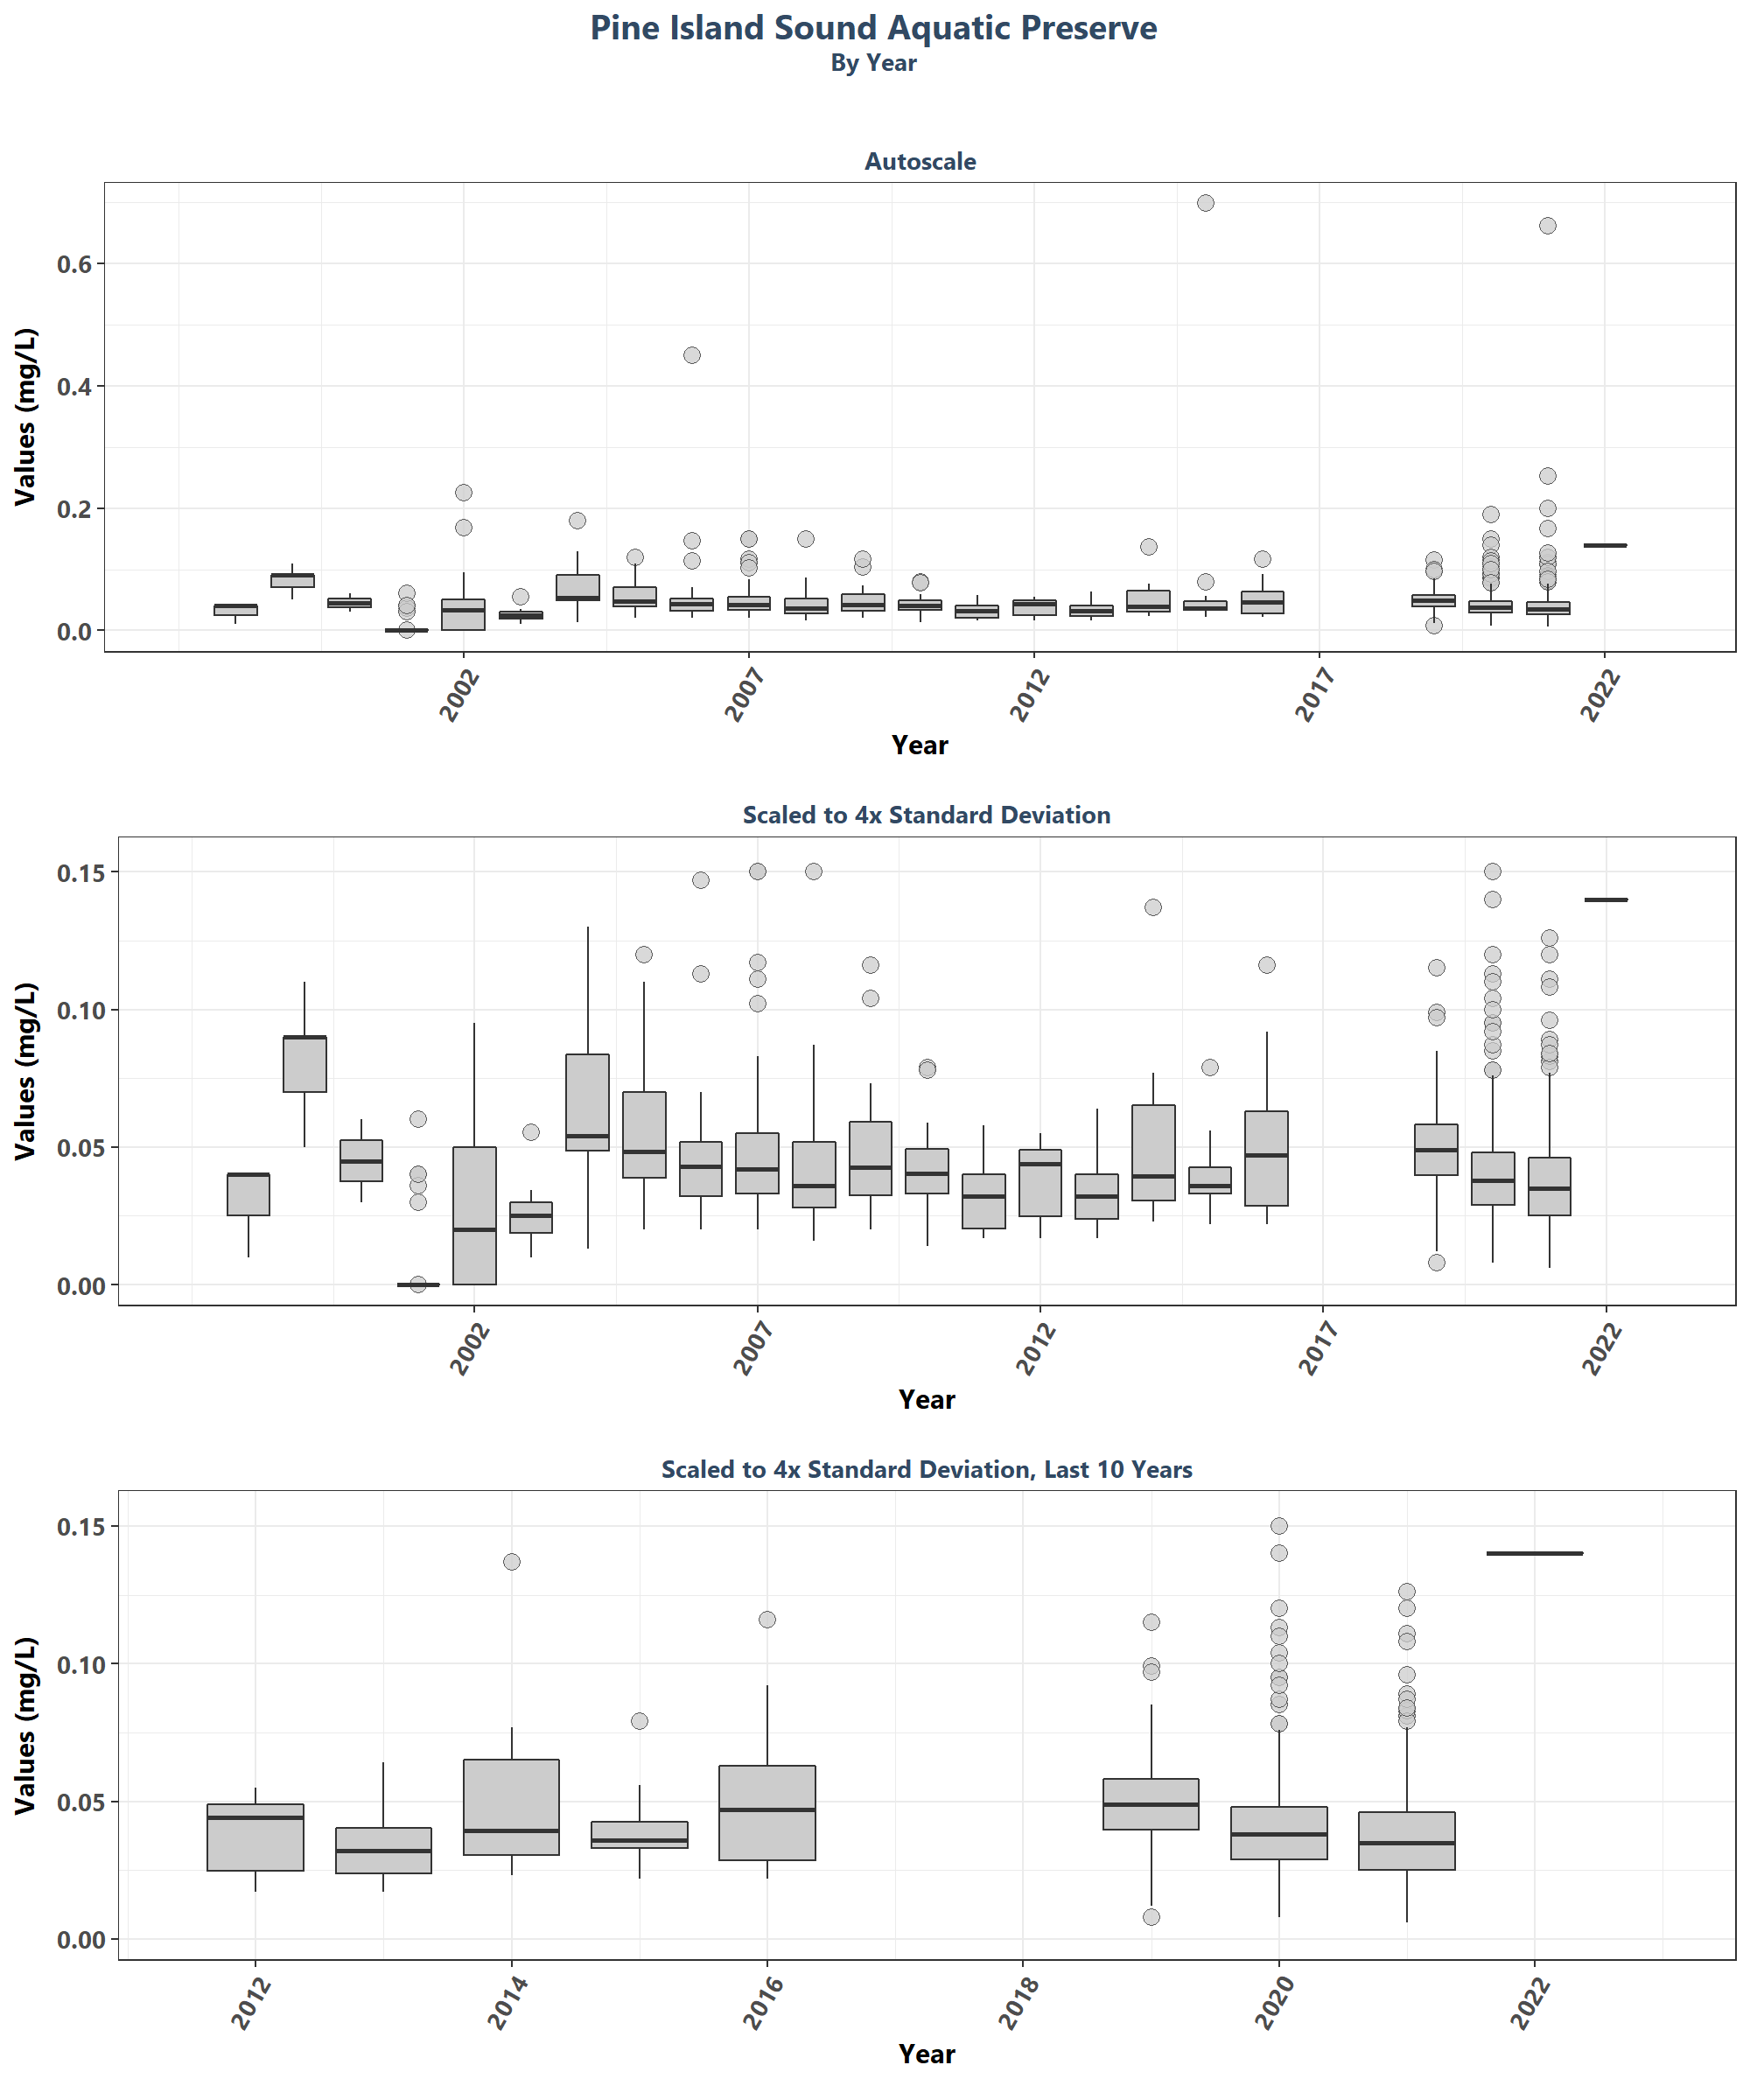 Pine Island Sound Aquatic Preserve
By Year
Autoscale
Values (mg/L)
0.6
0.4
0.2
0.0
2002
2007
2012
2017
2022
Year
Scaled to 4x Standard Deviation
Values (mg/L)
0.15
0.10
0.05
0.00
2002
2007
2012
2017
2022
Year
Scaled to 4x Standard Deviation, Last 10 Years
Values (mg/L)
0.15
0.10
0.05
0.00
2012
2014
2016
2018
2020
2022
Year